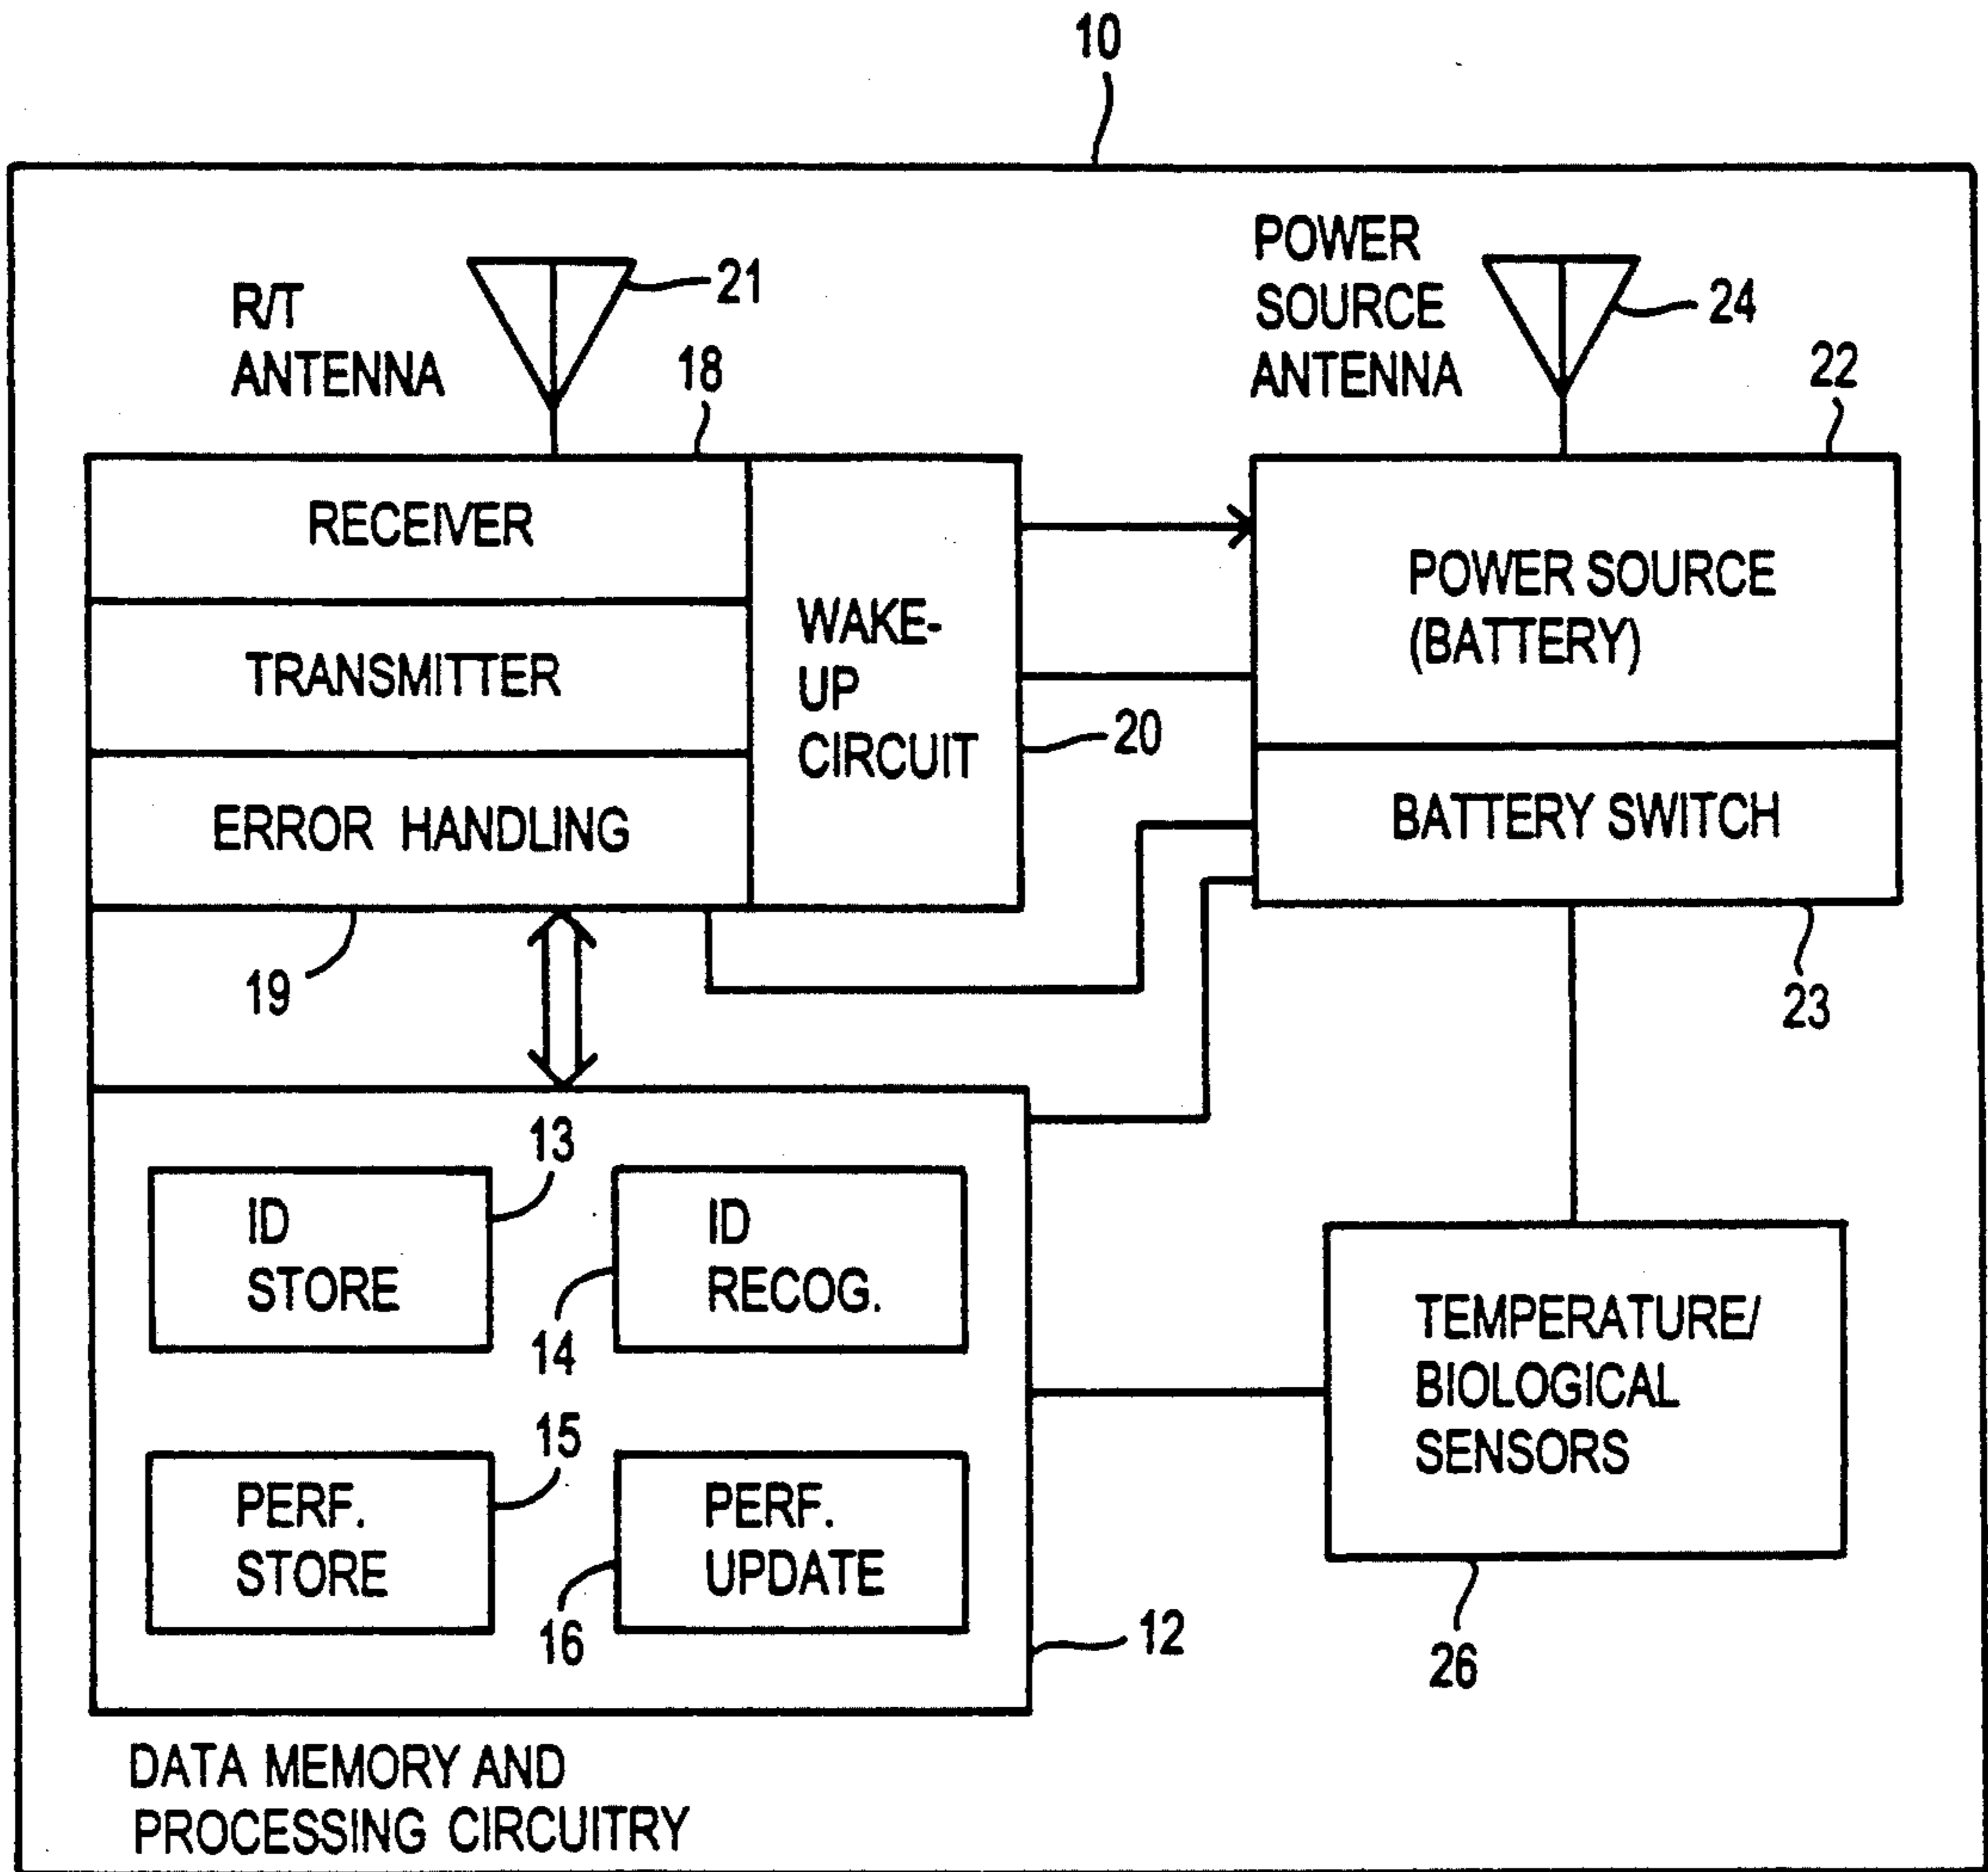 10
R/T
ANTENNA
21
18
POWER
SOURCE
ANTENNA
24
22
RECEIVER
TRANSMITTER
ERROR HANDLING
WAKE-
UP
CIRCUIT
20
19
POWER SOURCE
(BATTERY)
BATTERY SWITCH
23
13
ID
STORE
ID
RECOG.
14
15
PERF.
STORE
PERF.
UPDATE
16
12
TEMPERATURE/
BIOLOGICAL
SENSORS
26
DATA MEMORY AND
PROCESSING CIRCUITRY